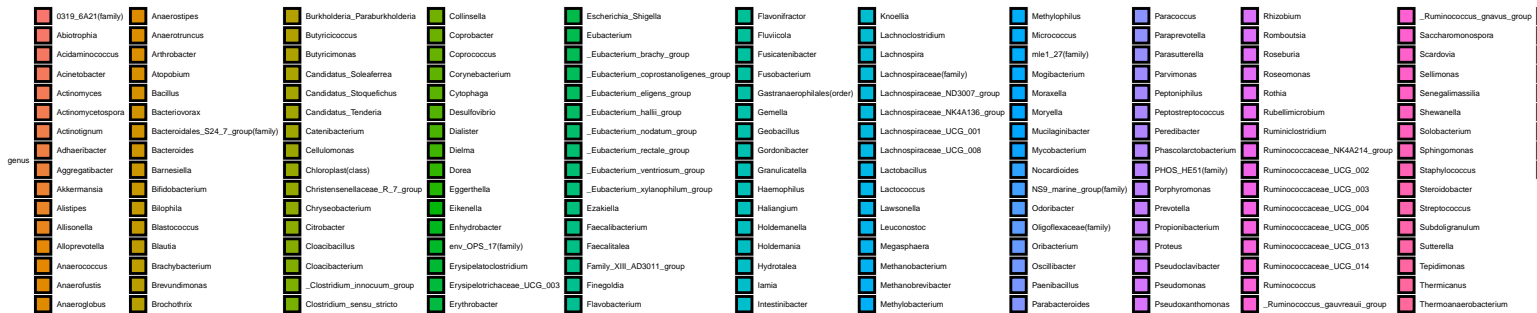 genus
0319_6A21(family)
Abiotrophia
Acidaminococcus
Acinetobacter
Actinomyces
Actinomycetospora
Actinotignum
Adhaeribacter
Aggregatibacter
Akkermansia
Alistipes
Allisonella
Alloprevotella
Anaerococcus
Anaerofustis
Anaeroglobus
Anaerostipes
Anaerotruncus
Arthrobacter
Atopobium
Bacillus
Bacteriovorax
Bacteroidales_S24_7_group(family)
Bacteroides
Barnesiella
Bifidobacterium
Bilophila
Blastococcus
Blautia
Brachybacterium
Brevundimonas
Brochothrix
Burkholderia_Paraburkholderia
Butyricicoccus
Butyricimonas
Candidatus_Soleaferrea
Candidatus_Stoquefichus
Candidatus_Tenderia
Catenibacterium
Cellulomonas
Chloroplast(class)
Christensenellaceae_R_7_group
Chryseobacterium
Citrobacter
Cloacibacillus
Cloacibacterium
_Clostridium_innocuum_group
Clostridium_sensu_stricto
Collinsella
Coprobacter
Coprococcus
Corynebacterium
Cytophaga
Desulfovibrio
Dialister
Dielma
Dorea
Eggerthella
Eikenella
Enhydrobacter
env_OPS_17(family)
Erysipelatoclostridium
Erysipelotrichaceae_UCG_003
Erythrobacter
Escherichia_Shigella
Eubacterium
_Eubacterium_brachy_group
_Eubacterium_coprostanoligenes_group
_Eubacterium_eligens_group
_Eubacterium_hallii_group
_Eubacterium_nodatum_group
_Eubacterium_rectale_group
_Eubacterium_ventriosum_group
_Eubacterium_xylanophilum_group
Ezakiella
Faecalibacterium
Faecalitalea
Family_XIII_AD3011_group
Finegoldia
Flavobacterium
Flavonifractor
Fluviicola
Fusicatenibacter
Fusobacterium
Gastranaerophilales(order)
Gemella
Geobacillus
Gordonibacter
Granulicatella
Haemophilus
Haliangium
Holdemanella
Holdemania
Hydrotalea
Iamia
Intestinibacter
Knoellia
Lachnoclostridium
Lachnospira
Lachnospiraceae(family)
Lachnospiraceae_ND3007_group
Lachnospiraceae_NK4A136_group
Lachnospiraceae_UCG_001
Lachnospiraceae_UCG_008
Lactobacillus
Lactococcus
Lawsonella
Leuconostoc
Megasphaera
Methanobacterium
Methanobrevibacter
Methylobacterium
Methylophilus
Micrococcus
mle1_27(family)
Mogibacterium
Moraxella
Moryella
Mucilaginibacter
Mycobacterium
Nocardioides
NS9_marine_group(family)
Odoribacter
Oligoflexaceae(family)
Oribacterium
Oscillibacter
Paenibacillus
Parabacteroides
Paracoccus
Paraprevotella
Parasutterella
Parvimonas
Peptoniphilus
Peptostreptococcus
Peredibacter
Phascolarctobacterium
PHOS_HE51(family)
Porphyromonas
Prevotella
Propionibacterium
Proteus
Pseudoclavibacter
Pseudomonas
Pseudoxanthomonas
Rhizobium
Romboutsia
Roseburia
Roseomonas
Rothia
Rubellimicrobium
Ruminiclostridium
Ruminococcaceae_NK4A214_group
Ruminococcaceae_UCG_002
Ruminococcaceae_UCG_003
Ruminococcaceae_UCG_004
Ruminococcaceae_UCG_005
Ruminococcaceae_UCG_013
Ruminococcaceae_UCG_014
Ruminococcus
_Ruminococcus_gauvreauii_group
_Ruminococcus_gnavus_group
Saccharomonospora
Scardovia
Sellimonas
Senegalimassilia
Shewanella
Solobacterium
Sphingomonas
Staphylococcus
Steroidobacter
Streptococcus
Subdoligranulum
Sutterella
Tepidimonas
Thermicanus
Thermoanaerobacterium